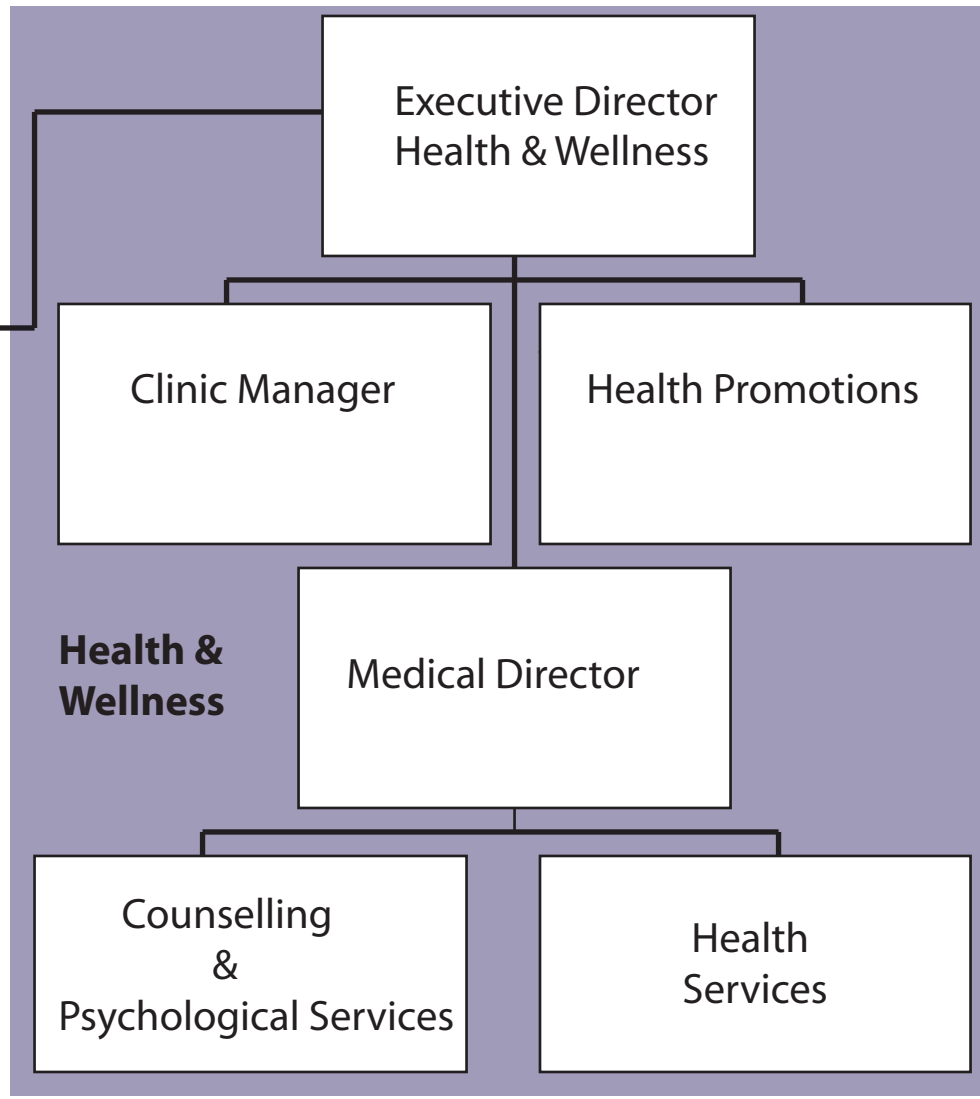 Executive Director
Health & Wellness
Clinic Manager
Health Promotions
Health &
Wellness
Medical Director
Counselling
&
Psychological Services
Health
Services